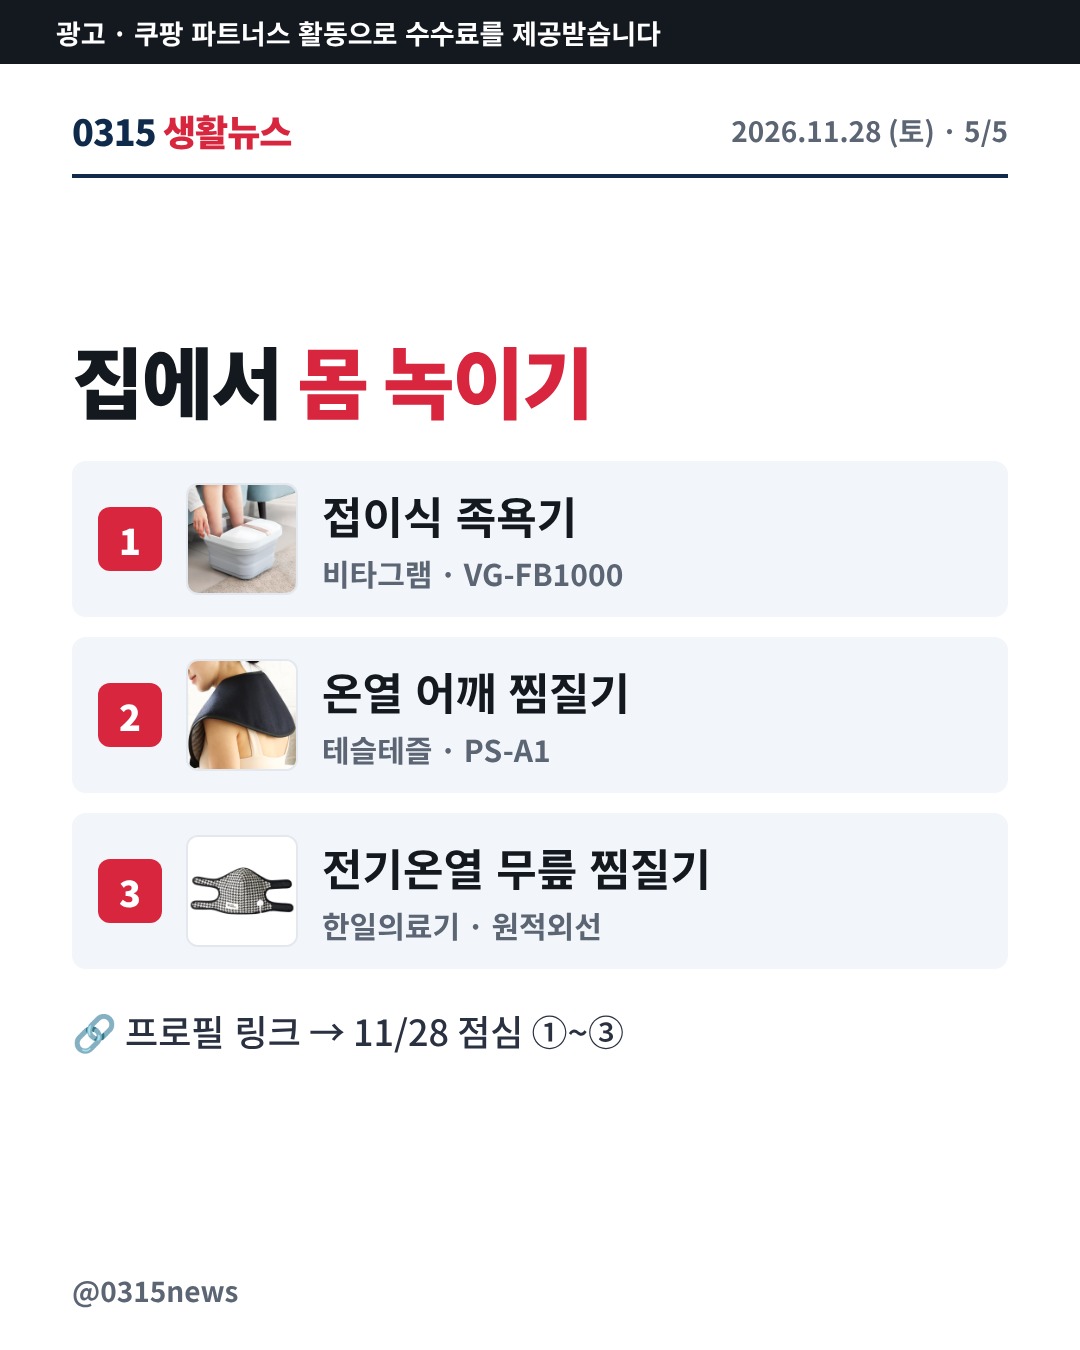 광고 · 쿠팡 파트너스 활동으로 수수료를 제공받습니다
0315 생활뉴스
2026.11.28 (토) · 5/5
집에서 몸 녹이기
1
접이식 족욕기
비타그램 · VG-FB1000
2
온열 어깨 찜질기
테슬테즐 · PS-A1
3
전기온열 무릎 찜질기
한일의료기 · 원적외선
🔗 프로필 링크 → 11/28 점심 ①~③
@0315news